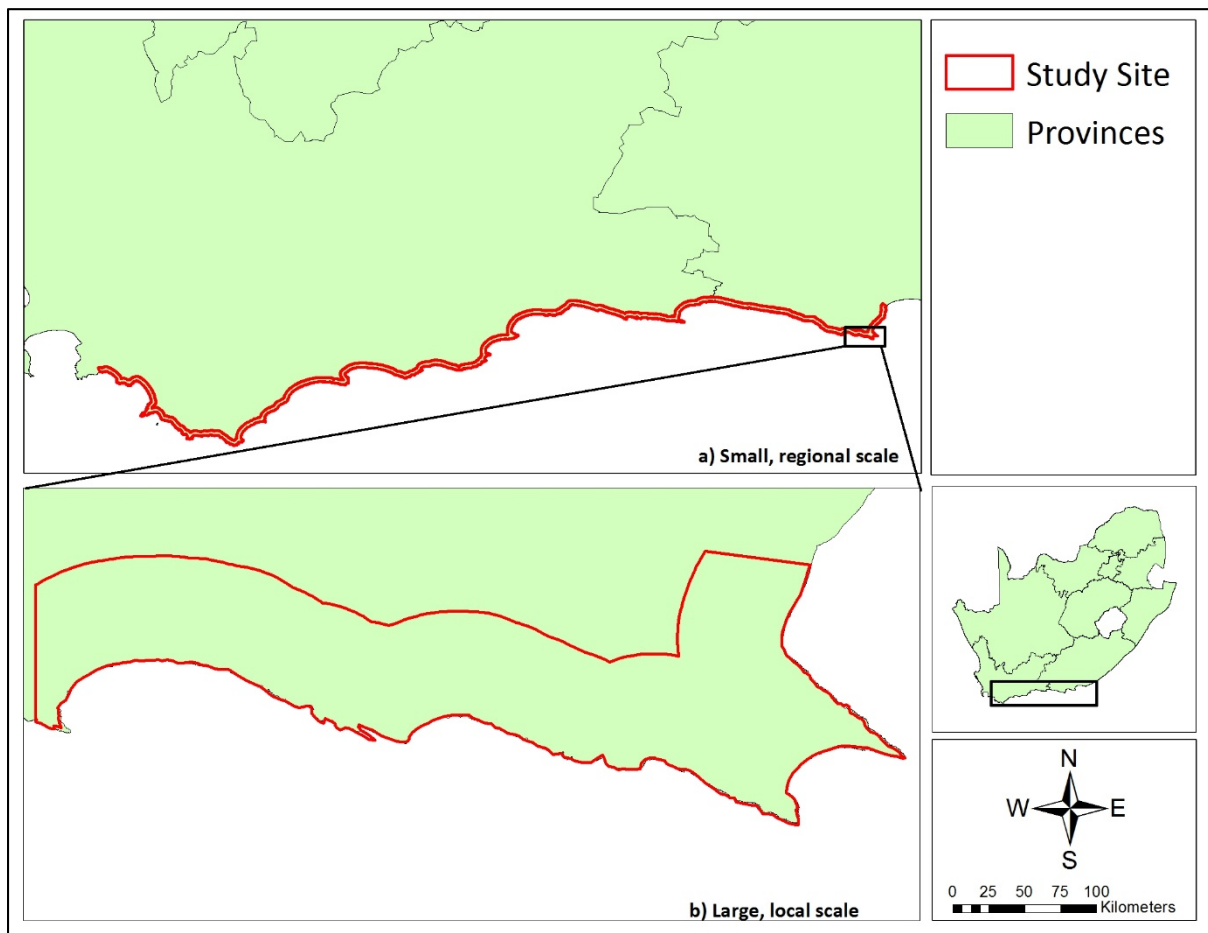 Study Site
Provinces
a) Small, regional scale
b) Large, local scale
N
W E
S
0 25 50 75 100
Kilometers